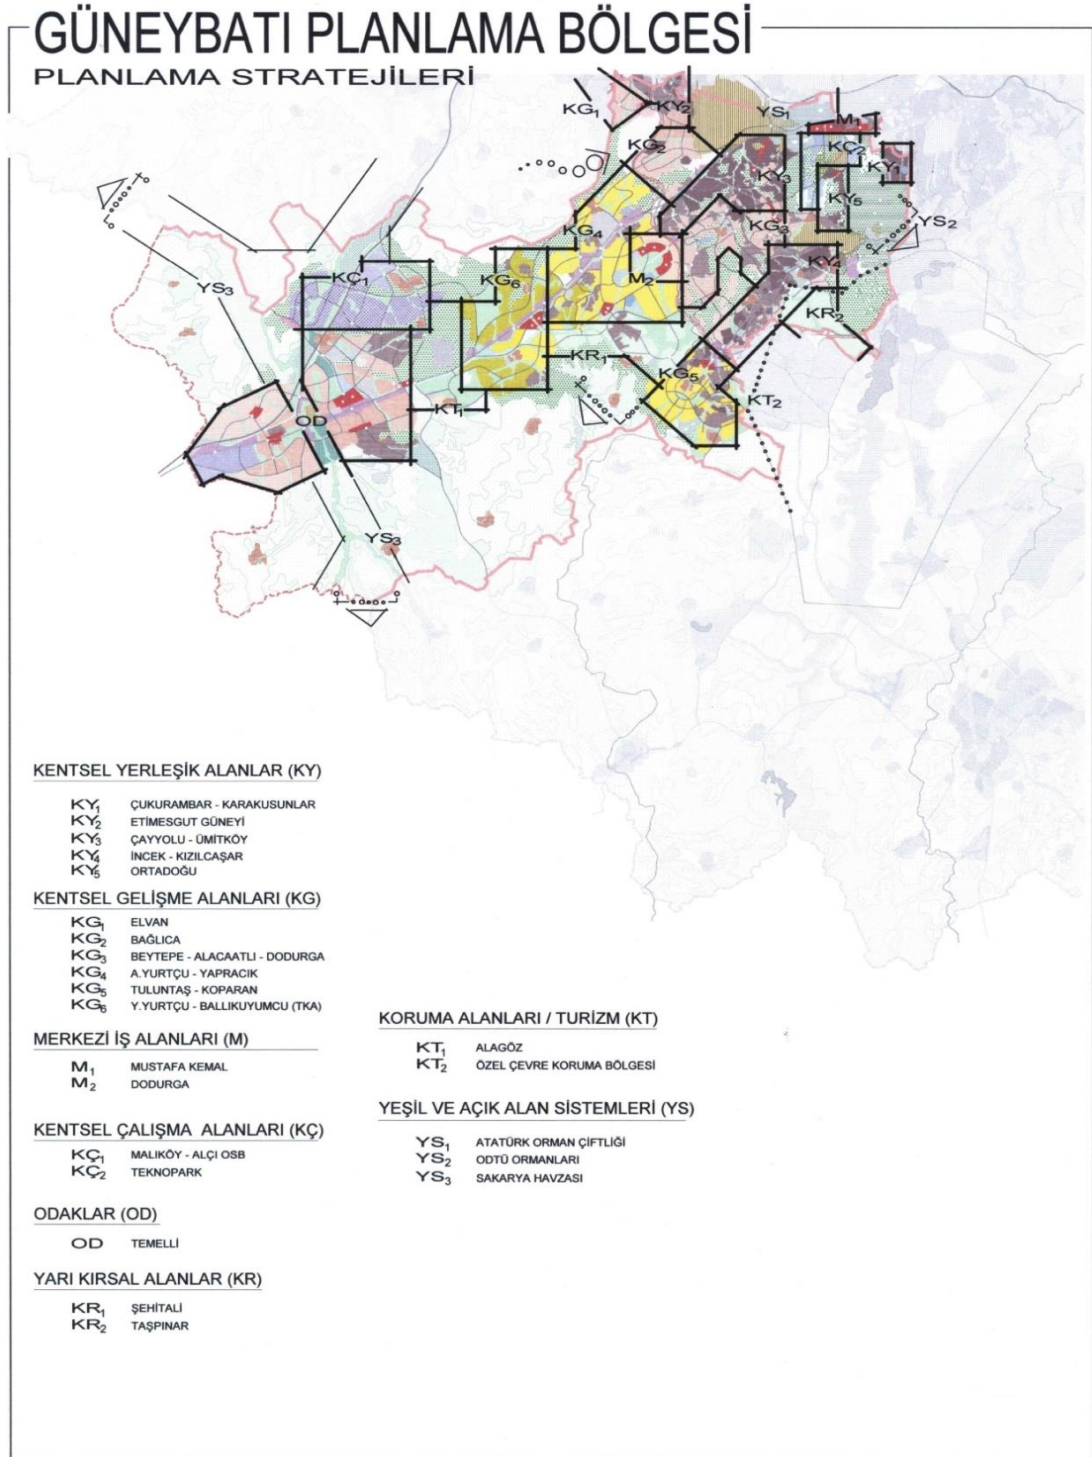 GÜNEYBATI PLANLAMA BÖLGESİ
PLANLAMA STRATEJİLERİ
KG1
KY2
YS1
M1
KG2
KÇ2
KY1
KY3
KY5
YS2
KG4
KG3
KY4
KÇ1
KG6
M2
YS3
KR2
KR1
KG5
KT1
KT2
OD
YS3
KENTSEL YERLEŞİK ALANLAR (KY)
KY1 ÇUKURAMBAR - KARAKUSUNLAR
KY2 ETİMESGUT GÜNEYİ
KY3 ÇAYYOLU - ÜMİTKÖY
KY4 İNCEK - KIZILCAŞAR
KY5 ORTADOĞU
KENTSEL GELİŞME ALANLARI (KG)
KG1 ELVAN
KG2 BAĞLICA
KG3 BEYTEPE - ALACAATLI - DODURGA
KG4 A.YURTÇU - YAPRACIK
KG5 TULUNTAŞ - KOPARAN
KG6 Y.YURTÇU - BALLIKUYUMCU (TKA)
MERKEZİ İŞ ALANLARI (M)
M1 MUSTAFA KEMAL
M2 DODURGA
KENTSEL ÇALIŞMA ALANLARI (KÇ)
KÇ1 MALIKÖY - ALÇI OSB
KÇ2 TEKNOPARK
ODAKLAR (OD)
OD TEMELLİ
YARI KIRSAL ALANLAR (KR)
KR1 ŞEHİTALİ
KR2 TAŞPINAR
KORUMA ALANLARI / TURİZM (KT)
KT1 ALAGÖZ
KT2 ÖZEL ÇEVRE KORUMA BÖLGESİ
YEŞİL VE AÇIK ALAN SİSTEMLERİ (YS)
YS1 ATATÜRK ORMAN ÇİFTLİĞİ
YS2 ODTÜ ORMANLARI
YS3 SAKARYA HAVZASI